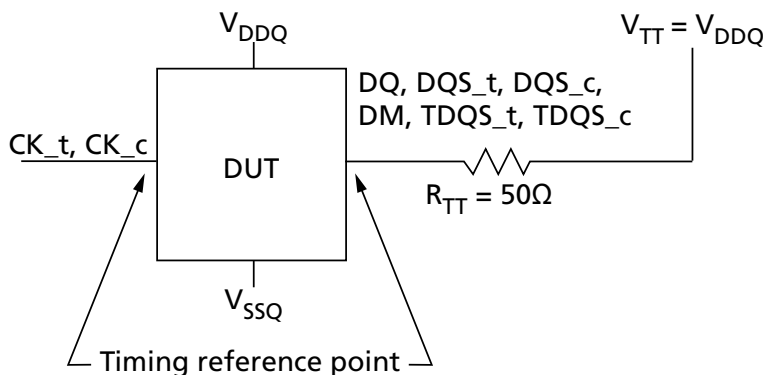 V_DDQ
V_TT = V_DDQ
DQ, DQS_t, DQS_c,
DM, TDQS_t, TDQS_c
CK_t, CK_c
DUT
R_TT = 50Ω
V_SSQ
Timing reference point